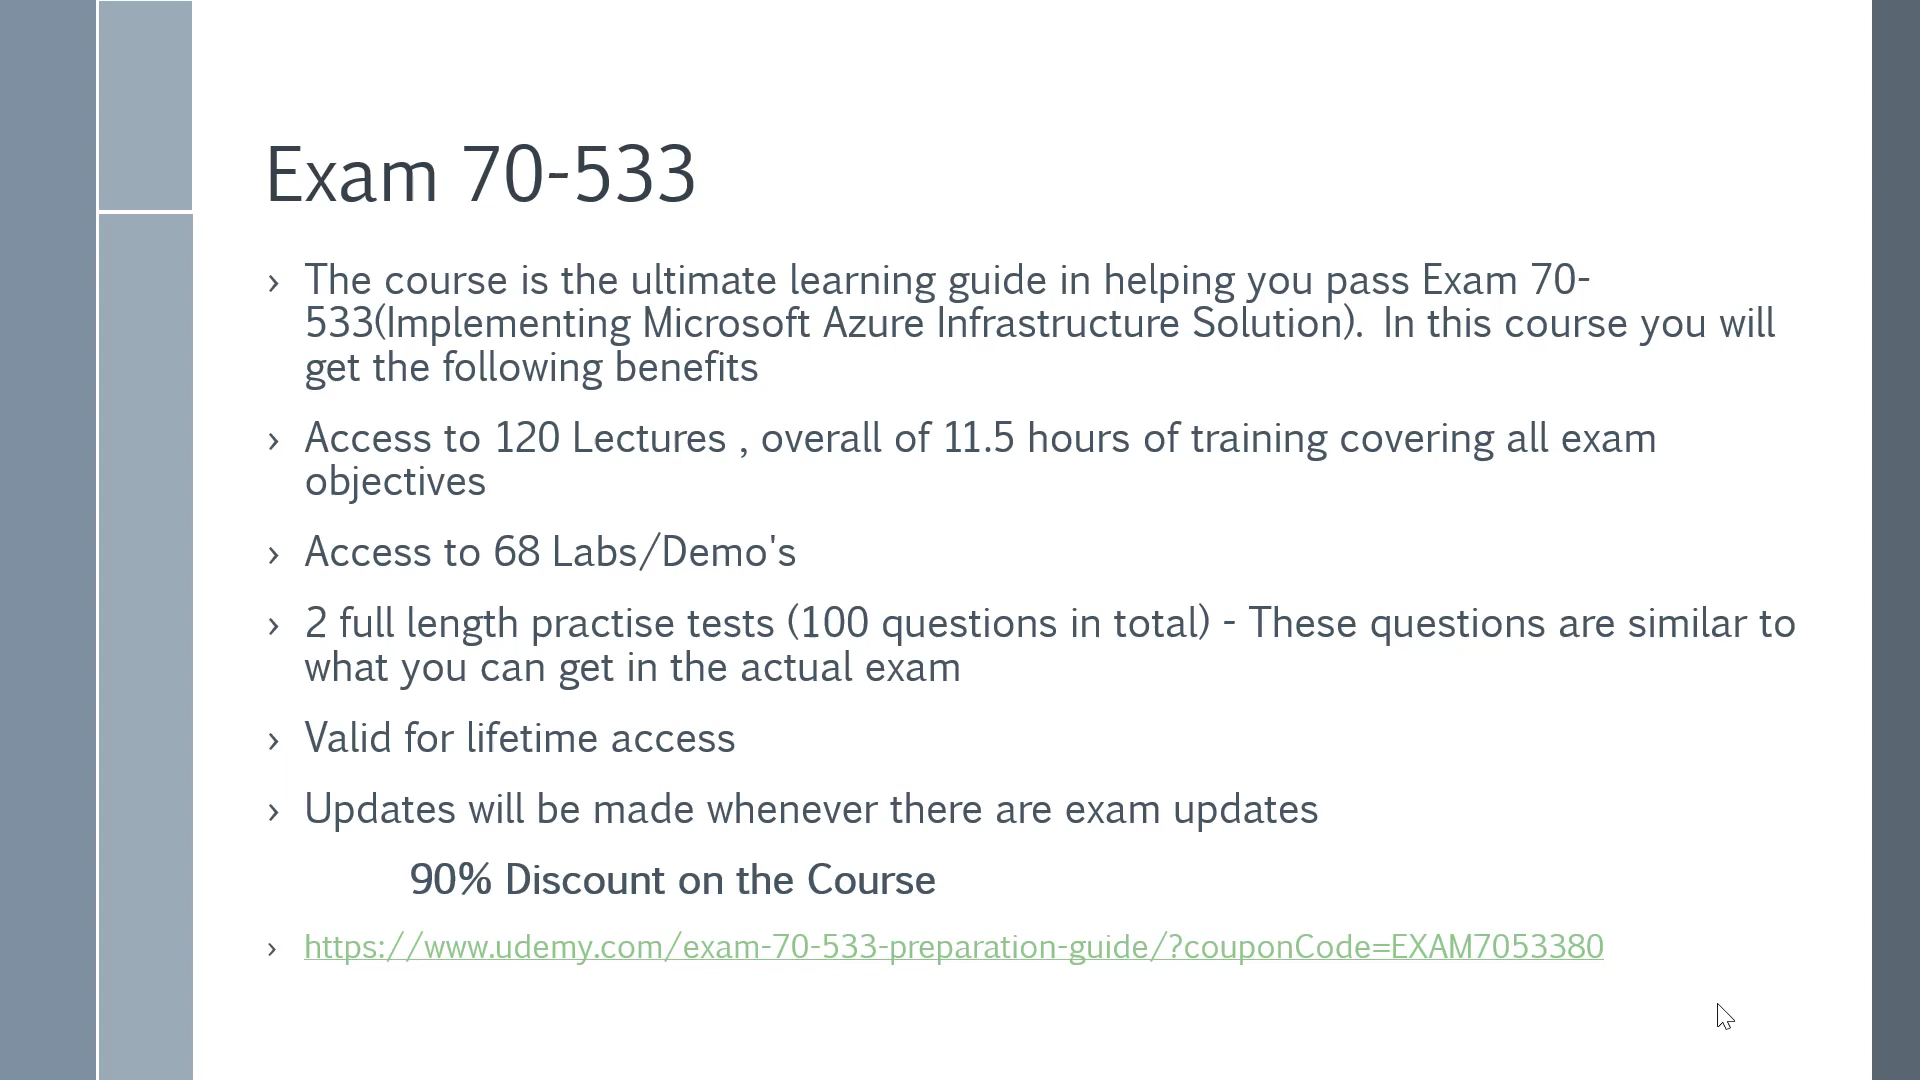 Exam 70-533
› The course is the ultimate learning guide in helping you pass Exam 70-
533(Implementing Microsoft Azure Infrastructure Solution).  In this course you will
get the following benefits
› Access to 120 Lectures , overall of 11.5 hours of training covering all exam
objectives
› Access to 68 Labs/Demo's
› 2 full length practise tests (100 questions in total) - These questions are similar to
what you can get in the actual exam
› Valid for lifetime access
› Updates will be made whenever there are exam updates
90% Discount on the Course
› https://www.udemy.com/exam-70-533-preparation-guide/?couponCode=EXAM7053380